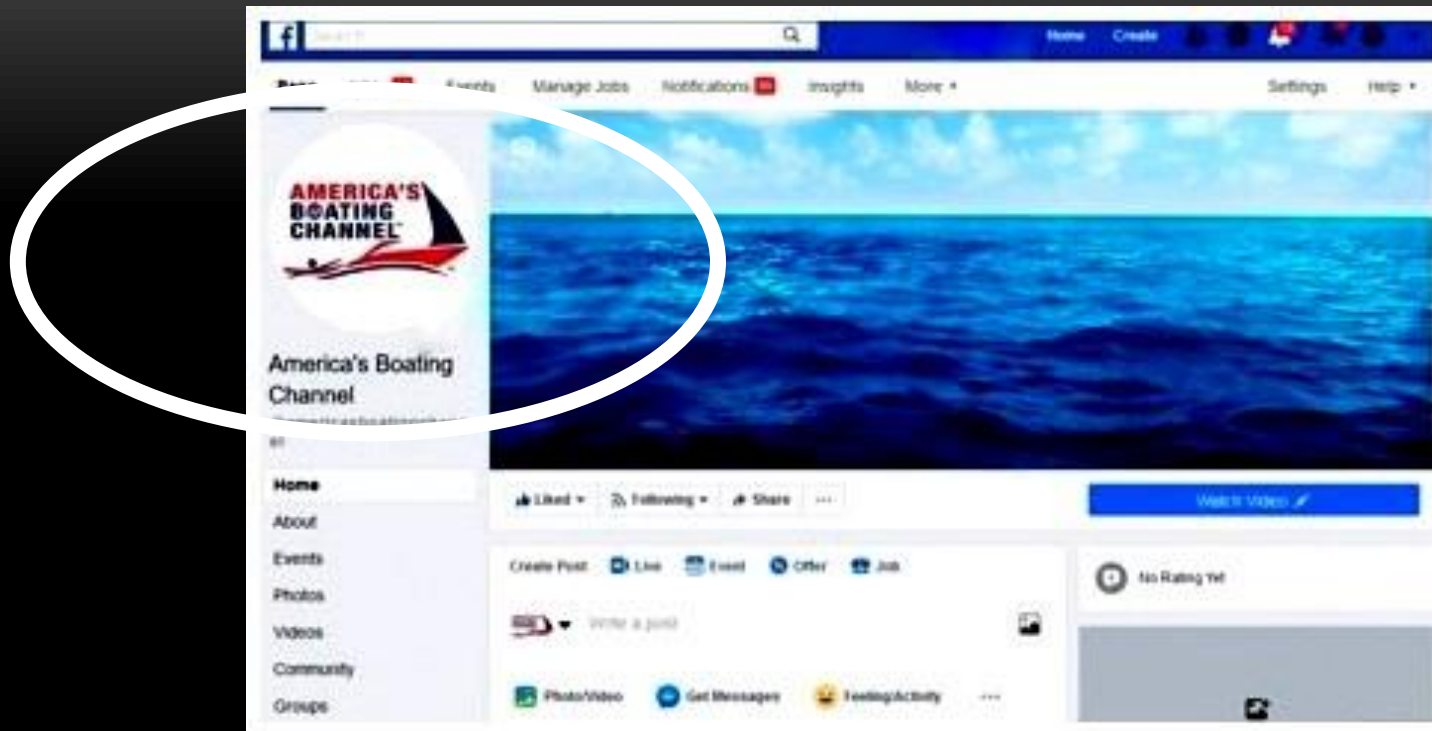 f Search
Home Create
Events Manage Jobs Notifications Insights More
Settings Help
AMERICA'S
BOATING
CHANNEL
America's Boating
Channel
Home
About
Events
Photos
Videos
Community
Groups
Liked Following Share ...
Watch Video
Create Post Live Event Offer Job
Write a post
Photo/Video Get Messages Feeling/Activity ...
No Rating Yet